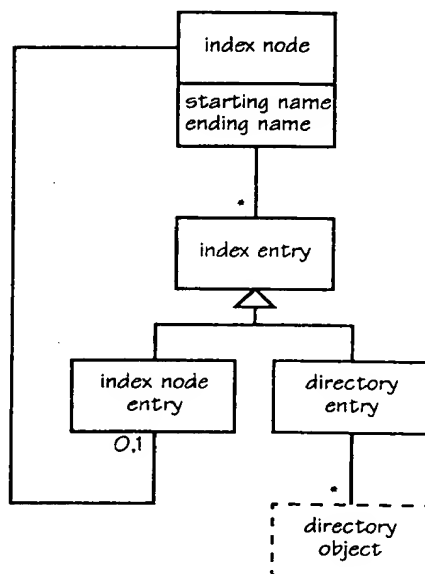 index node
starting name
ending name
*
index entry
index node
entry
directory
entry
0,1
*
directory
object